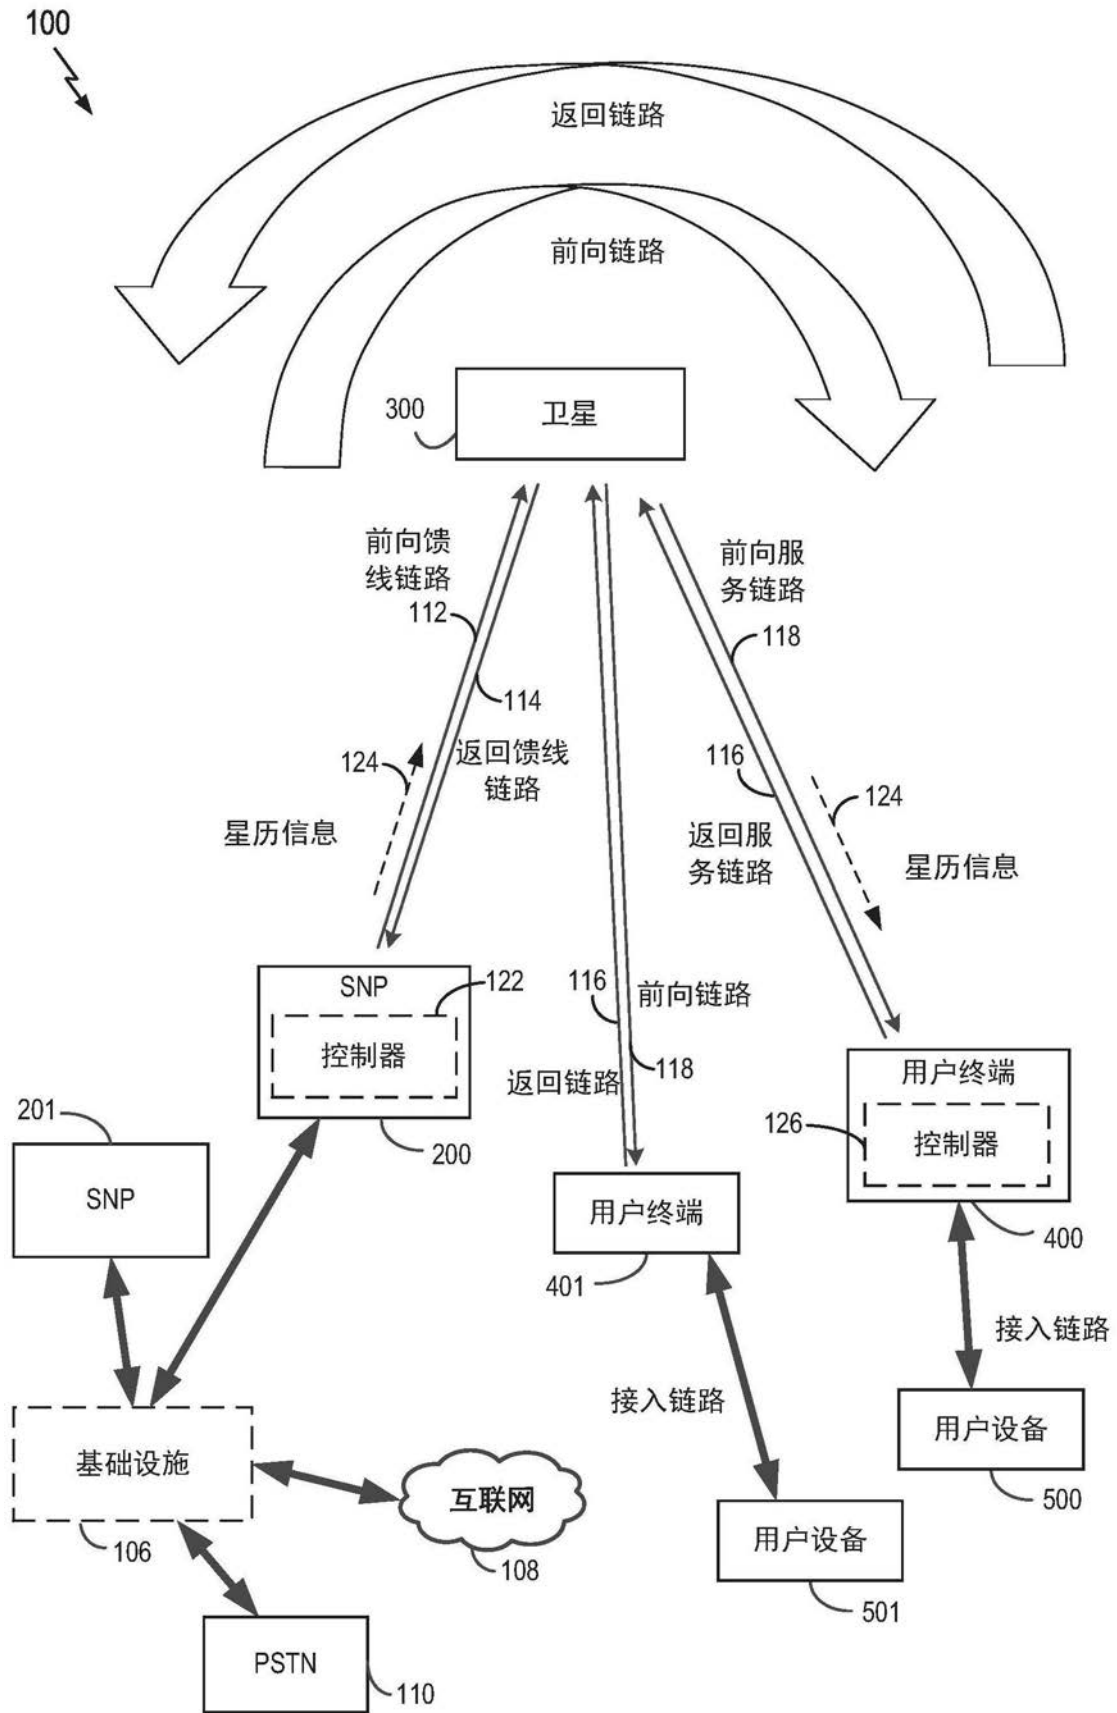 100
返回链路
前向链路
300
卫星
前向馈
线链路
112
114
返回馈线
链路
124
星历信息
前向服
务链路
118
116
返回服
务链路
124
星历信息
SNP
122
控制器
200
201
SNP
116
前向链路
返回链路
118
用户终端
401
用户终端
126
控制器
400
接入链路
接入链路
用户设备
500
用户设备
501
基础设施
106
互联网
108
PSTN
110